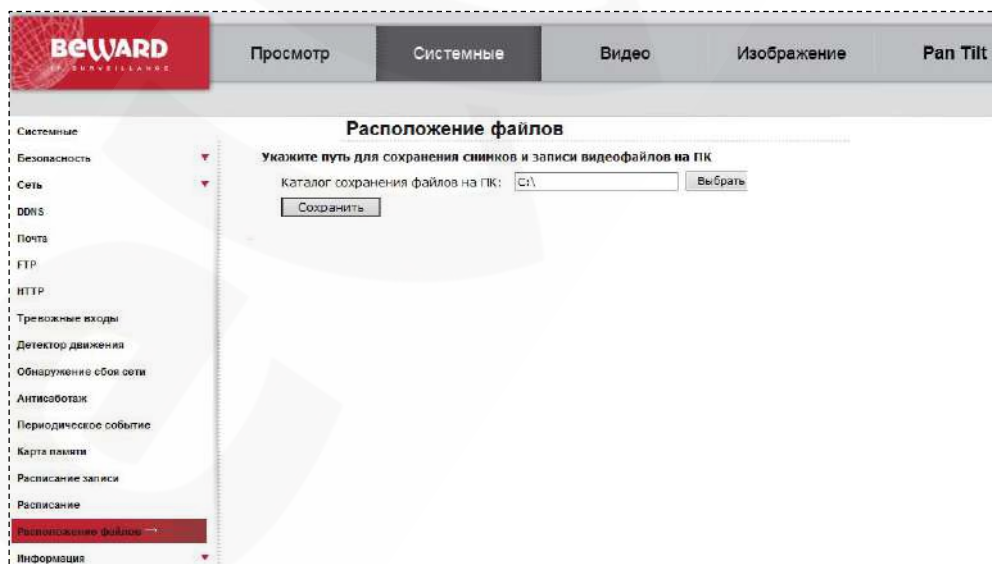 BEWARD
IP SURVEILLANCE
Просмотр
Системные
Видео
Изображение
Pan Tilt
Системные
Безопасность
Сеть
DDNS
Почта
FTP
HTTP
Тревожные входы
Детектор движения
Обнаружение сбоя сети
Антисаботаж
Периодическое событие
Карта памяти
Расписание записи
Расписание
Расположение файлов →
Информация
Расположение файлов
Укажите путь для сохранения снимков и записи видеофайлов на ПК
Каталог сохранения файлов на ПК: C:\ Выбрать
Сохранить